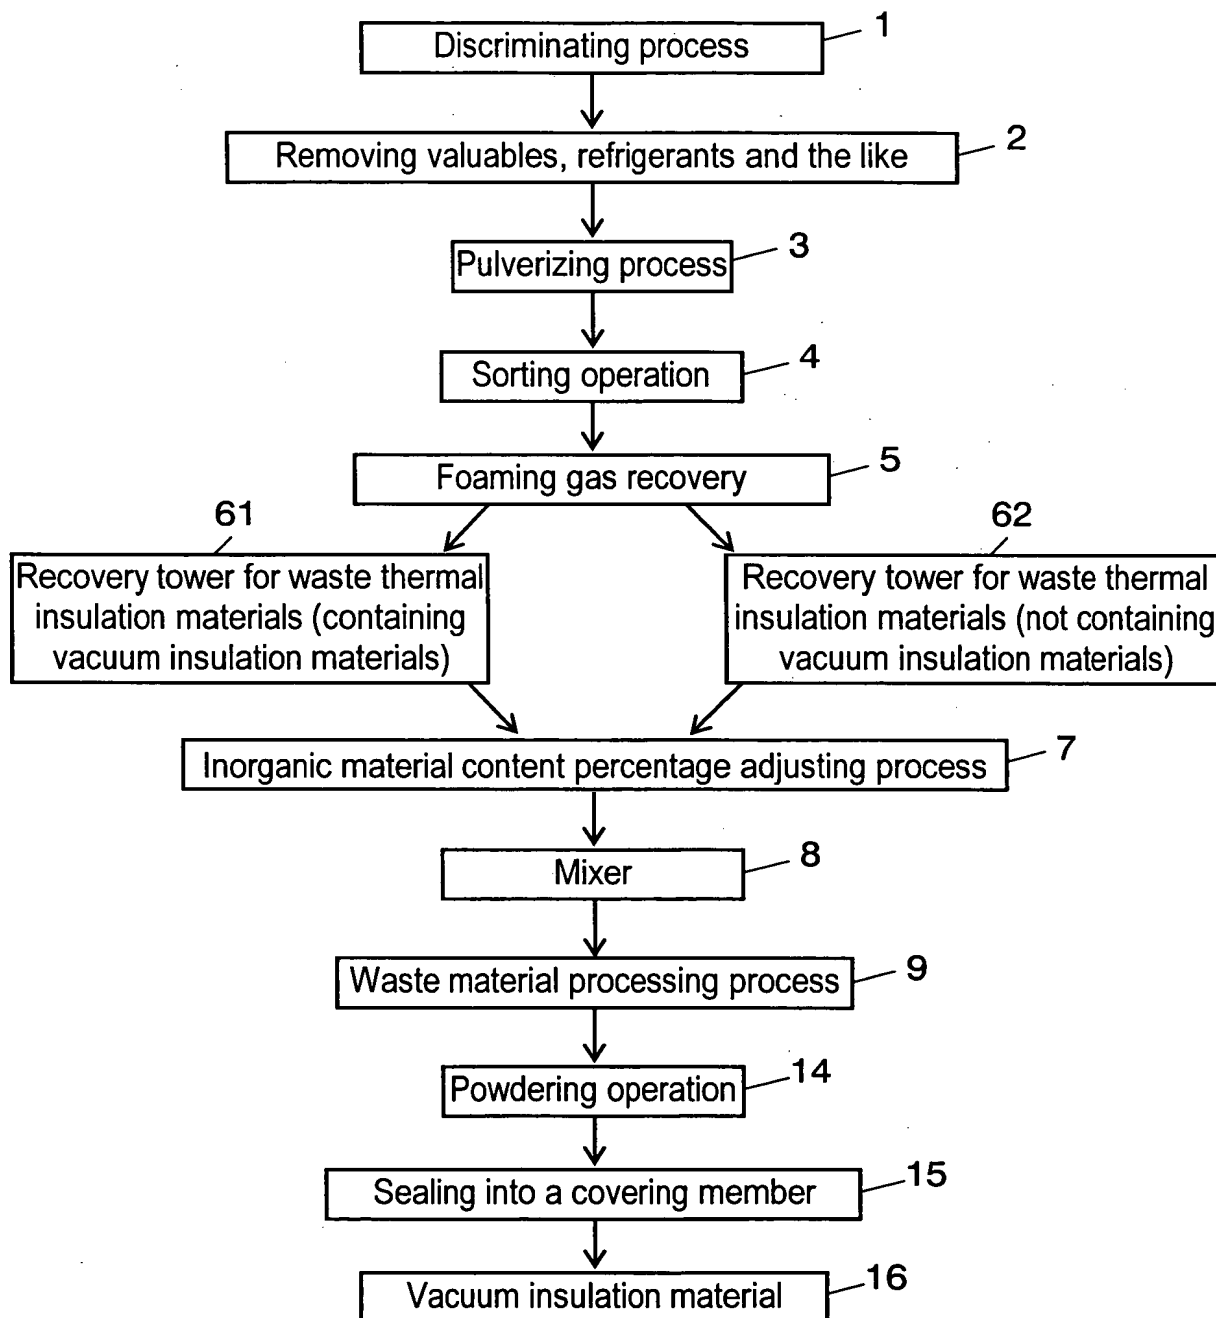 Discriminating process
1
Removing valuables, refrigerants and the like
2
Pulverizing process
3
Sorting operation
4
Foaming gas recovery
5
61
62
Recovery tower for waste thermal
insulation materials (containing
vacuum insulation materials)
Recovery tower for waste thermal
insulation materials (not containing
vacuum insulation materials)
Inorganic material content percentage adjusting process
7
Mixer
8
Waste material processing process
9
Powdering operation
14
Sealing into a covering member
15
Vacuum insulation material
16